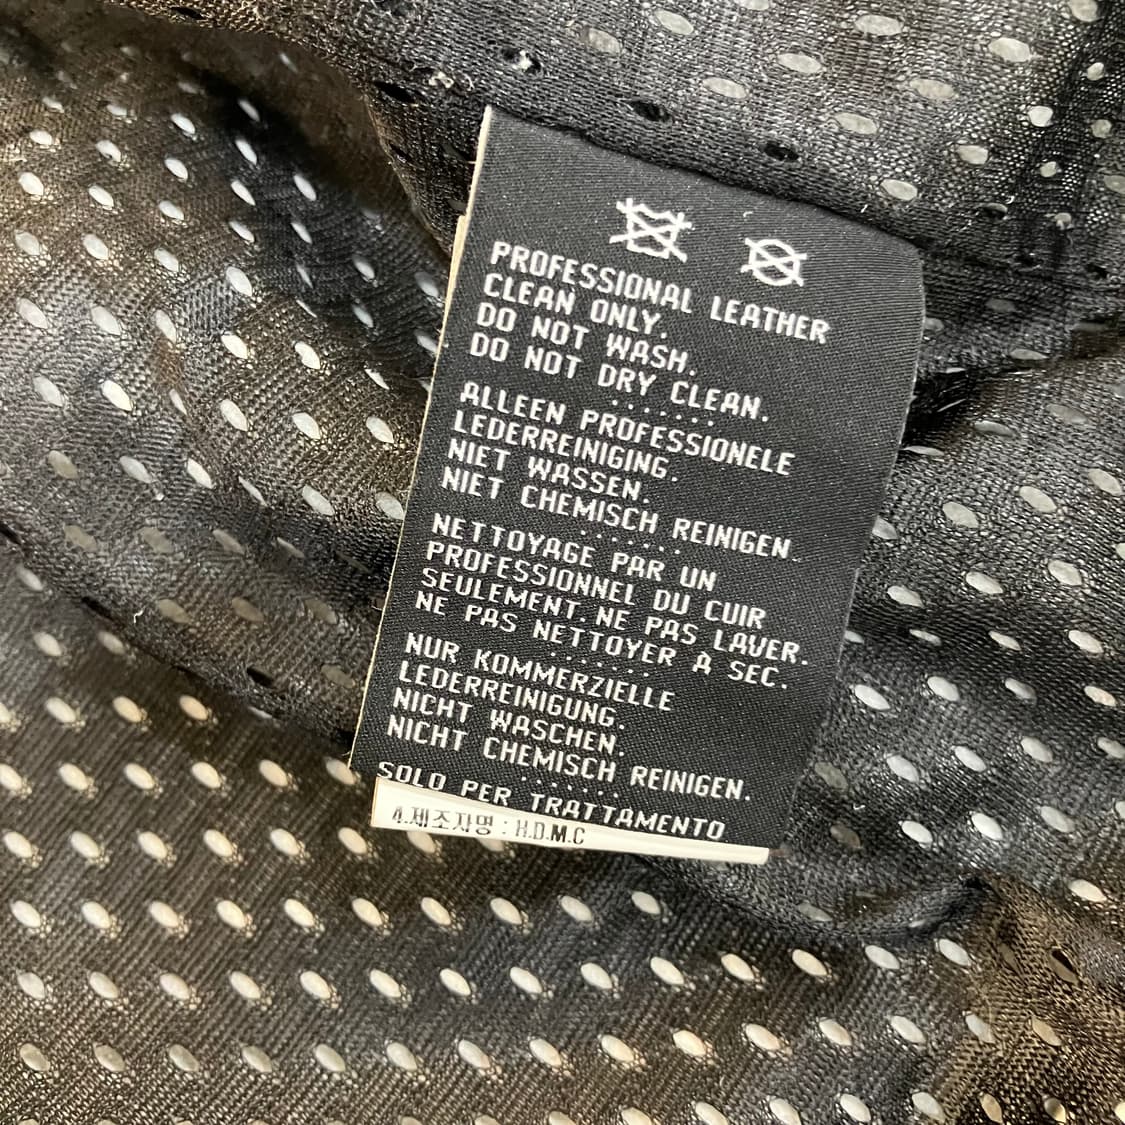 PROFESSIONAL LEATHER
CLEAN ONLY.
DO NOT WASH.
DO NOT DRY CLEAN.
.......
ALLEEN PROFESSIONELE
LEDERREINIGING.
NIET WASSEN.
NIET CHEMISCH REINIGEN.
.......
NETTOYAGE PAR UN
PROFESSIONNEL DU CUIR
SEULEMENT. NE PAS LAVER.
NE PAS NETTOYER A SEC.
.......
NUR KOMMERZIELLE
LEDERREINIGUNG.
NICHT WASCHEN.
NICHT CHEMISCH REINIGEN.
.......
SOLO PER TRATTAMENTO
4.제조자명 : H.D.M.C